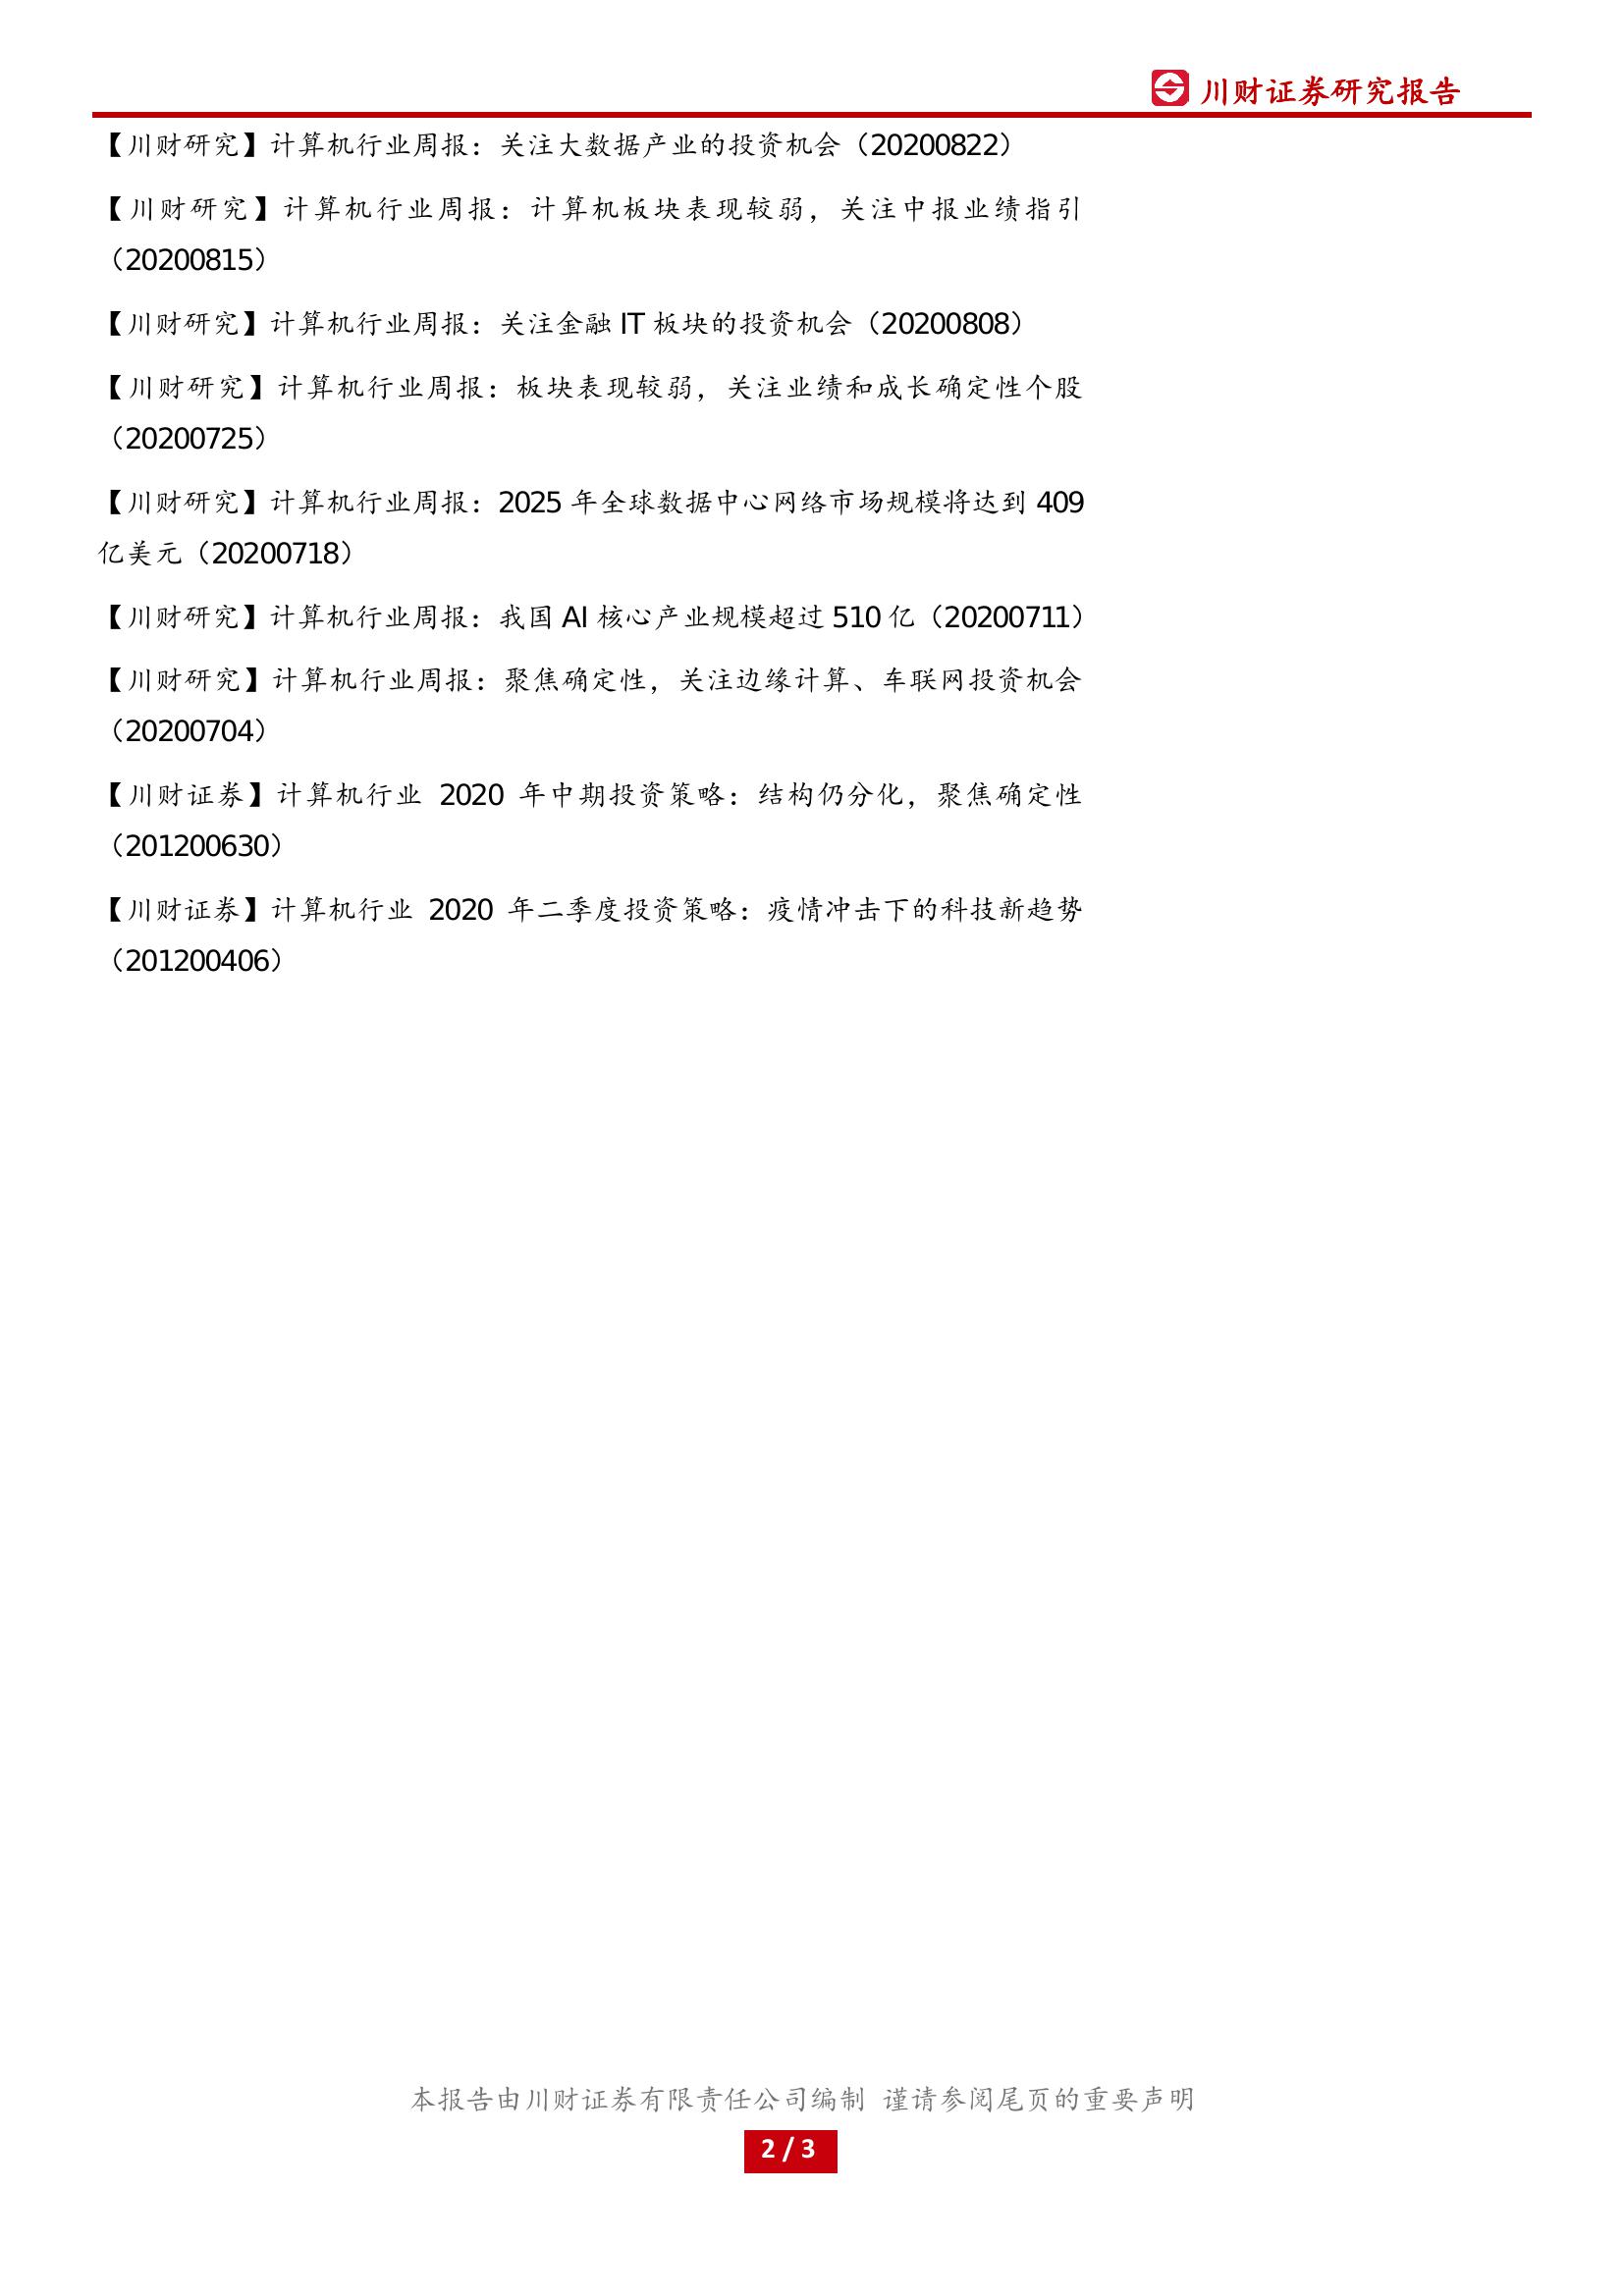 川财证券研究报告
【川财研究】计算机行业周报：关注大数据产业的投资机会（20200822）
【川财研究】计算机行业周报：计算机板块表现较弱，关注中报业绩指引
（20200815）
【川财研究】计算机行业周报：关注金融 IT 板块的投资机会（20200808）
【川财研究】计算机行业周报：板块表现较弱，关注业绩和成长确定性个股
（20200725）
【川财研究】计算机行业周报：2025 年全球数据中心网络市场规模将达到 409
亿美元（20200718）
【川财研究】计算机行业周报：我国 AI 核心产业规模超过 510 亿（20200711）
【川财研究】计算机行业周报：聚焦确定性，关注边缘计算、车联网投资机会
（20200704）
【川财证券】计算机行业 2020 年中期投资策略：结构仍分化，聚焦确定性
（201200630）
【川财证券】计算机行业 2020 年二季度投资策略：疫情冲击下的科技新趋势
（201200406）
本报告由川财证券有限责任公司编制 谨请参阅尾页的重要声明
2 / 3